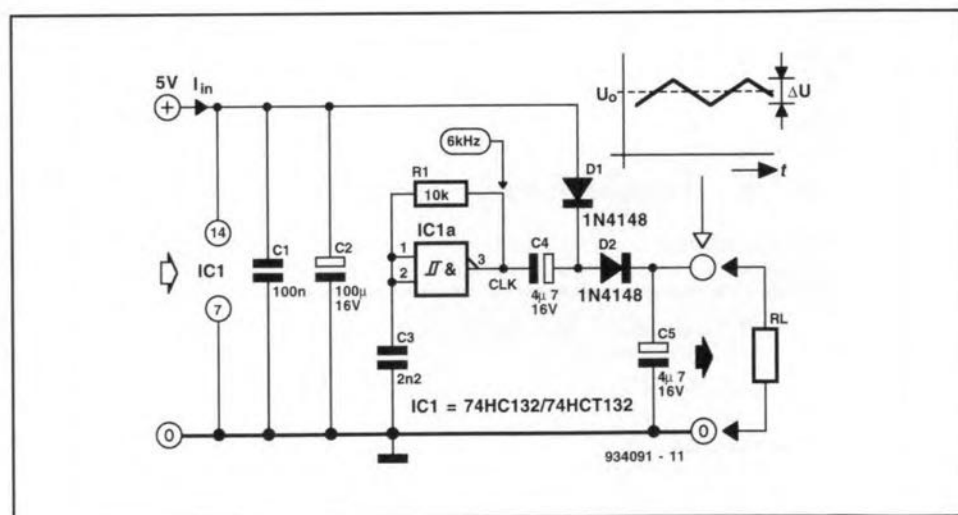 5V
I in
+
14
IC1
7
C1
100n
C2
100µ
16V
6kHz
R1
10k
IC1a
1
2
&
3
CLK
C3
2n2
C4
4µ7
16V
D1
1N4148
D2
1N4148
Uo
ΔU
t
C5
4µ7
16V
RL
IC1 = 74HC132/74HCT132
0
0
934091 - 11